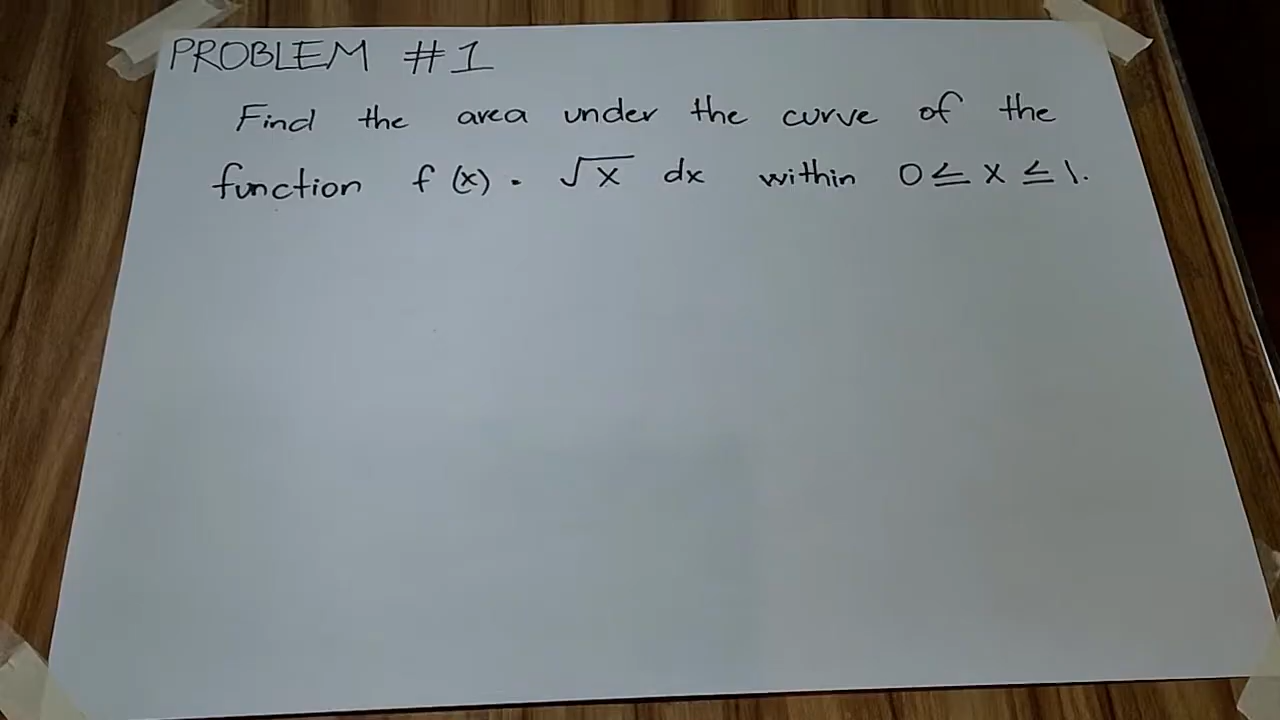 PROBLEM #1
Find the area under the curve of the
function f(x) = √x dx within 0 ≤ x ≤ 1.